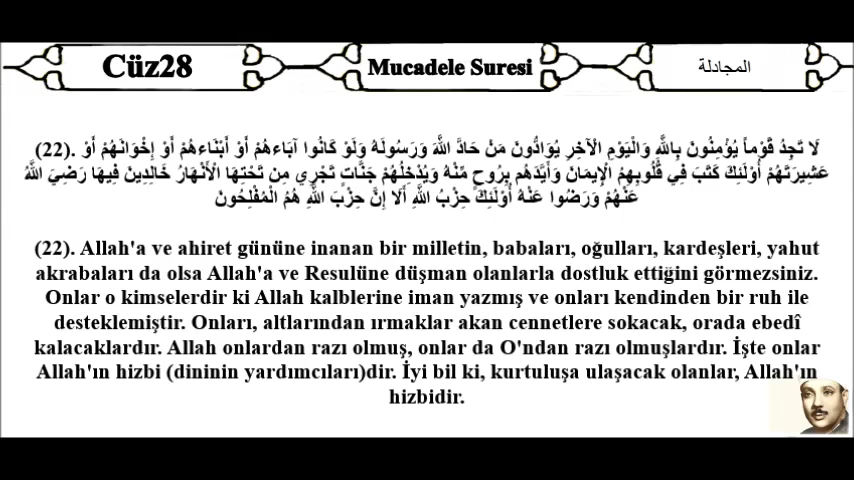 Cüz28
Mucadele Suresi
المجادلة
(22). لَا تَجِدُ قَوْماً يُؤْمِنُونَ بِاللَّهِ وَالْيَوْمِ الْآخِرِ يُوَادُّونَ مَنْ حَادَّ اللَّهَ وَرَسُولَهُ وَلَوْ كَانُوا آبَاءهُمْ أَوْ أَبْنَاءهُمْ أَوْ إِخْوَانَهُمْ أَوْ
عَشِيرَتَهُمْ أُوْلَئِكَ كَتَبَ فِي قُلُوبِهِمُ الْإِيمَانَ وَأَيَّدَهُم بِرُوحٍ مِّنْهُ وَيُدْخِلُهُمْ جَنَّاتٍ تَجْرِي مِن تَحْتِهَا الْأَنْهَارُ خَالِدِينَ فِيهَا رَضِيَ اللَّهُ
عَنْهُمْ وَرَضُوا عَنْهُ أُوْلَئِكَ حِزْبُ اللَّهِ أَلَا إِنَّ حِزْبَ اللَّهِ هُمُ الْمُفْلِحُونَ
(22). Allah'a ve ahiret gününe inanan bir milletin, babaları, oğulları, kardeşleri, yahut
akrabaları da olsa Allah'a ve Resulüne düşman olanlarla dostluk ettiğini görmezsiniz.
Onlar o kimselerdir ki Allah kalblerine iman yazmış ve onları kendinden bir ruh ile
desteklemiştir. Onları, altlarından ırmaklar akan cennetlere sokacak, orada ebedî
kalacaklardır. Allah onlardan razı olmuş, onlar da O'ndan razı olmuşlardır. İşte onlar
Allah'ın hizbi (dininin yardımcıları)dir. İyi bil ki, kurtuluşa ulaşacak olanlar, Allah'ın
hizbidir.